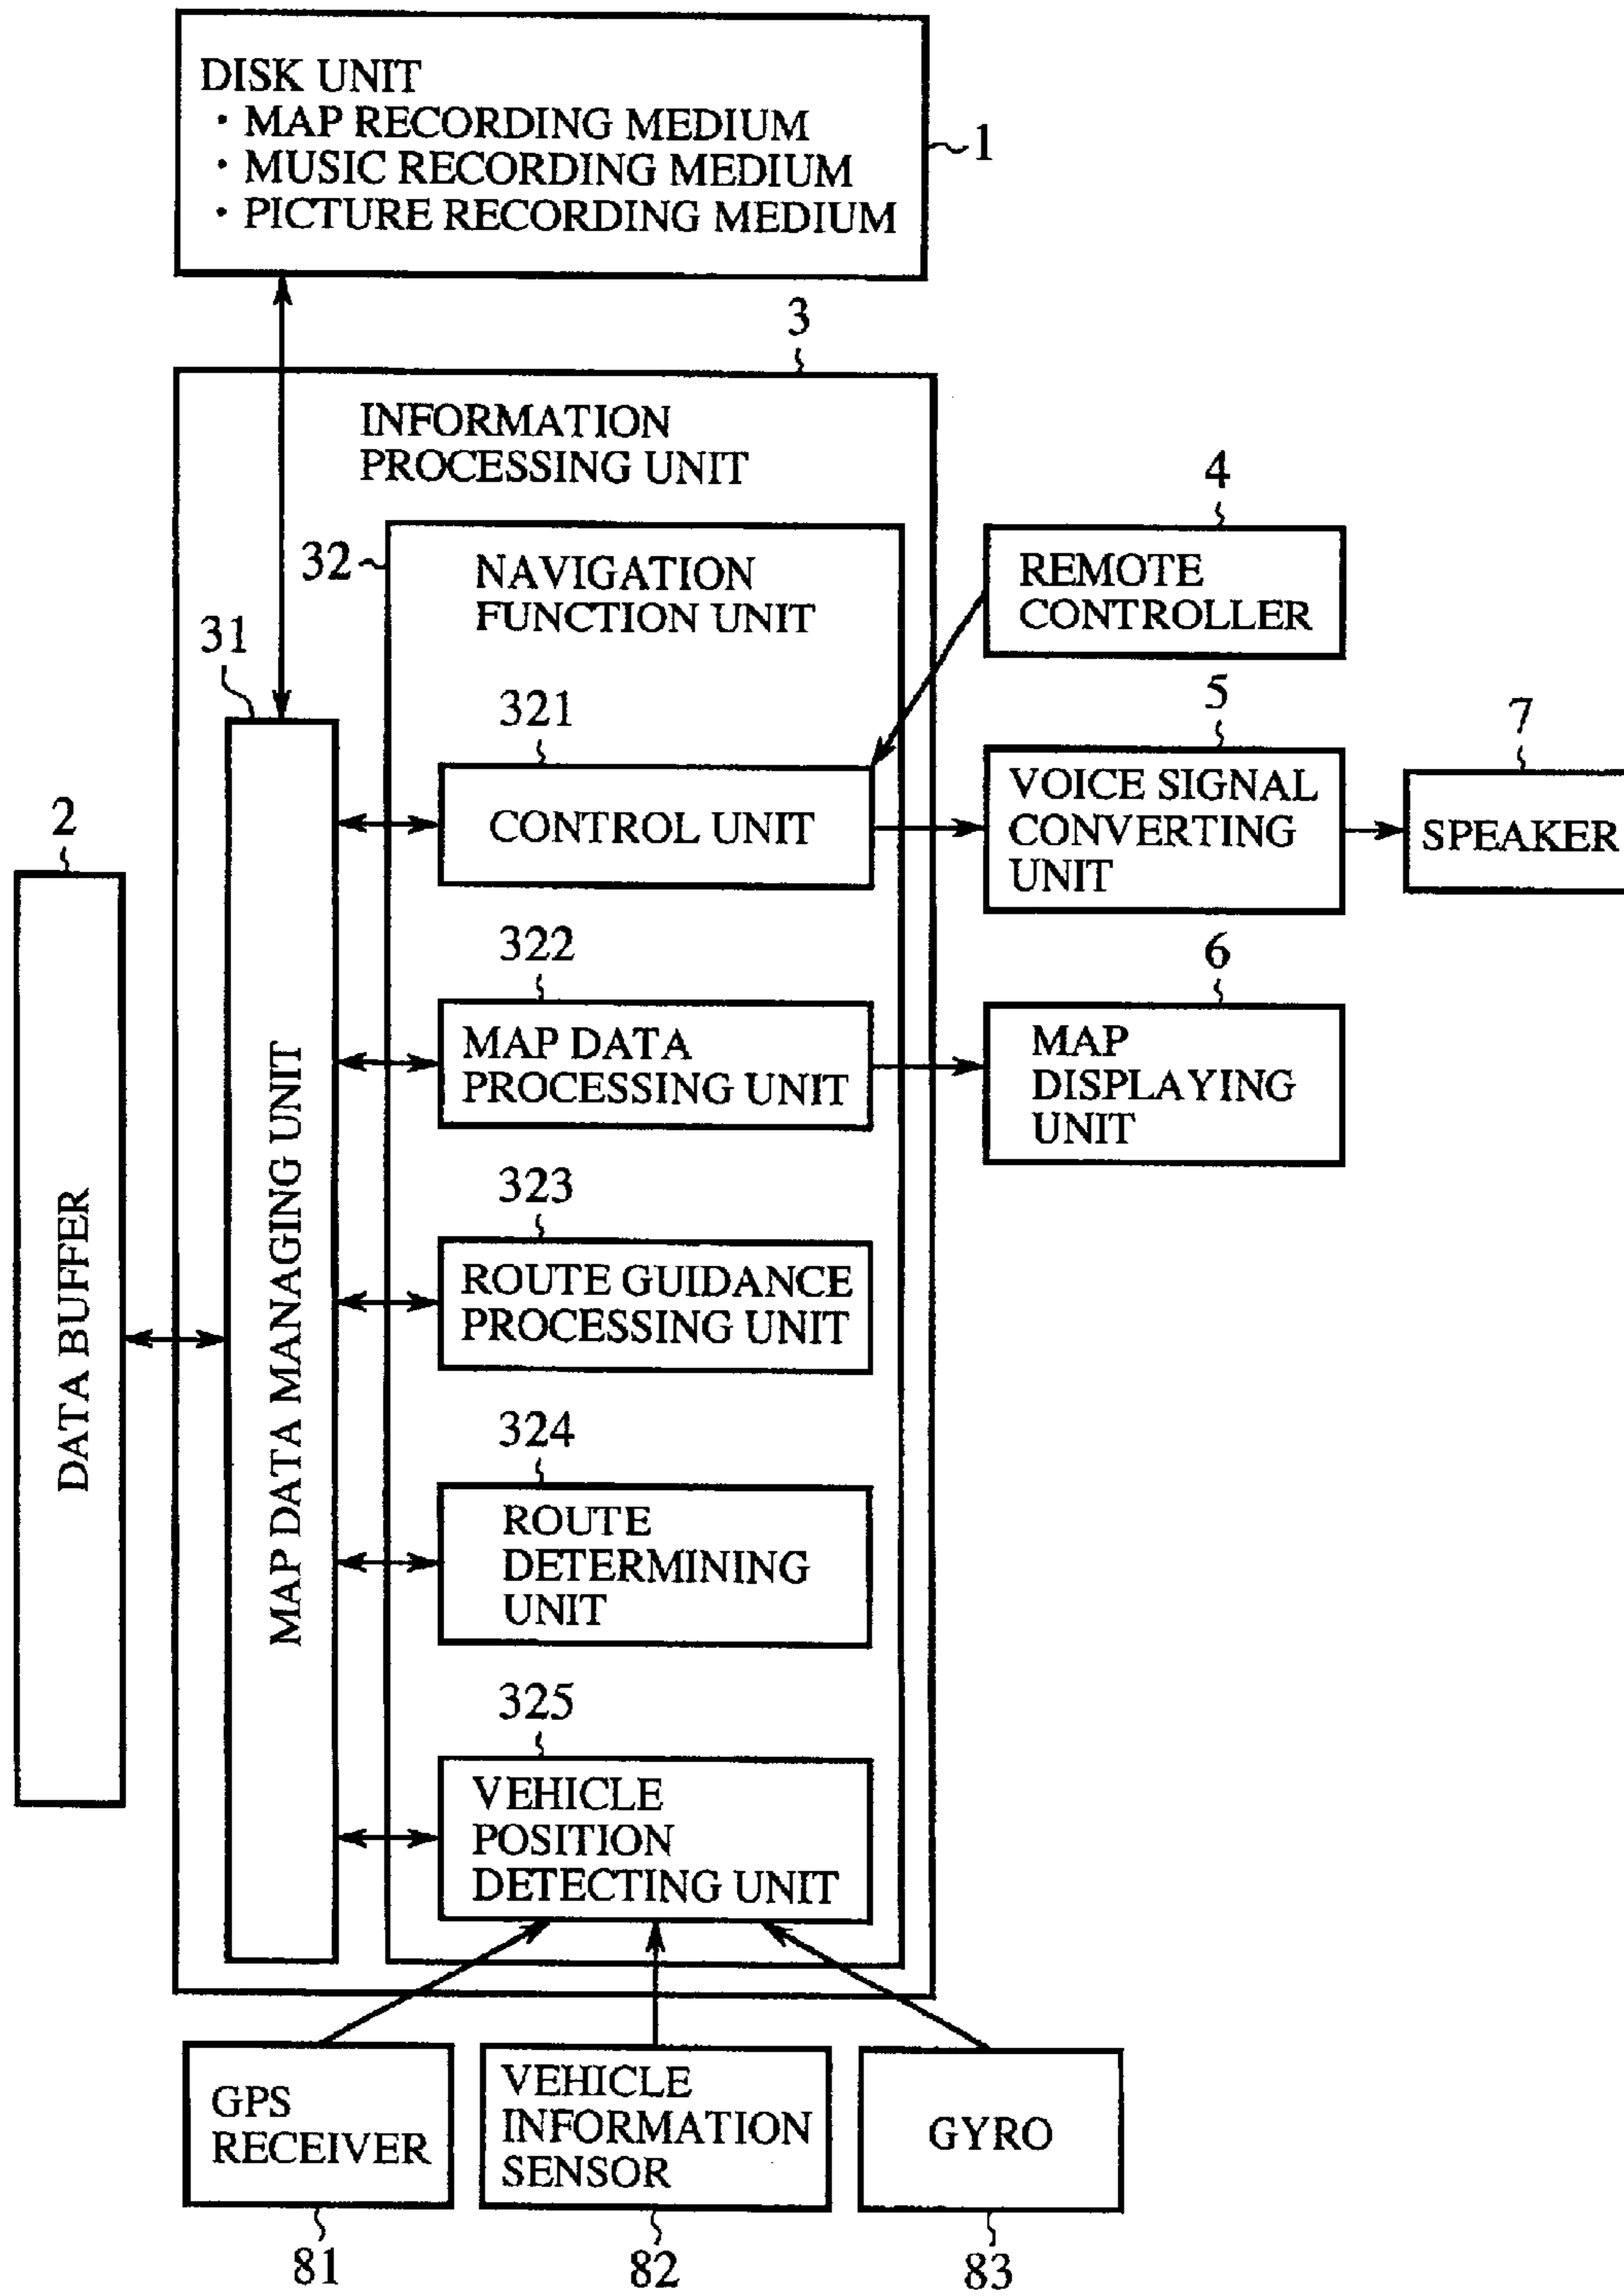 DISK UNIT
· MAP RECORDING MEDIUM
· MUSIC RECORDING MEDIUM
· PICTURE RECORDING MEDIUM
1
3
INFORMATION
PROCESSING UNIT
32
NAVIGATION
FUNCTION UNIT
4
REMOTE
CONTROLLER
31
321
CONTROL UNIT
5
VOICE SIGNAL
CONVERTING
UNIT
7
SPEAKER
2
DATA BUFFER
MAP DATA MANAGING UNIT
322
MAP DATA
PROCESSING UNIT
6
MAP
DISPLAYING
UNIT
323
ROUTE GUIDANCE
PROCESSING UNIT
324
ROUTE
DETERMINING
UNIT
325
VEHICLE
POSITION
DETECTING UNIT
GPS
RECEIVER
81
VEHICLE
INFORMATION
SENSOR
82
GYRO
83